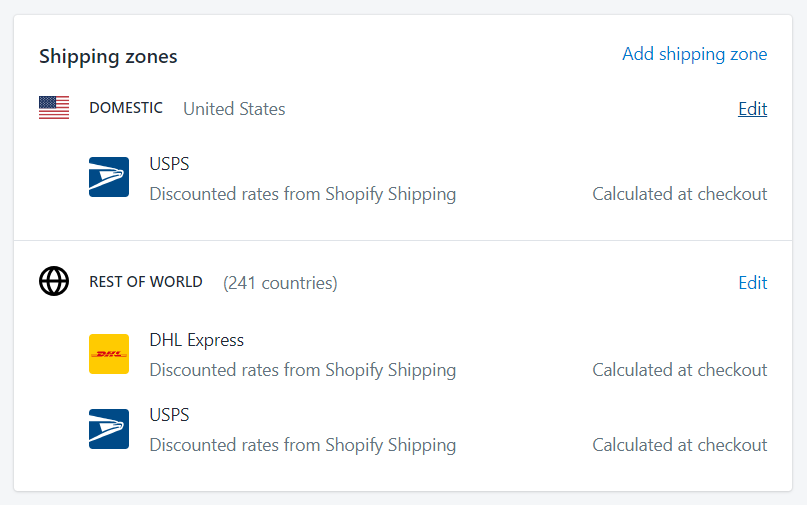 Shipping zones
Add shipping zone
DOMESTIC United States
Edit
USPS
Discounted rates from Shopify Shipping
Calculated at checkout
REST OF WORLD (241 countries)
Edit
DHL
DHL Express
Discounted rates from Shopify Shipping
Calculated at checkout
USPS
Discounted rates from Shopify Shipping
Calculated at checkout